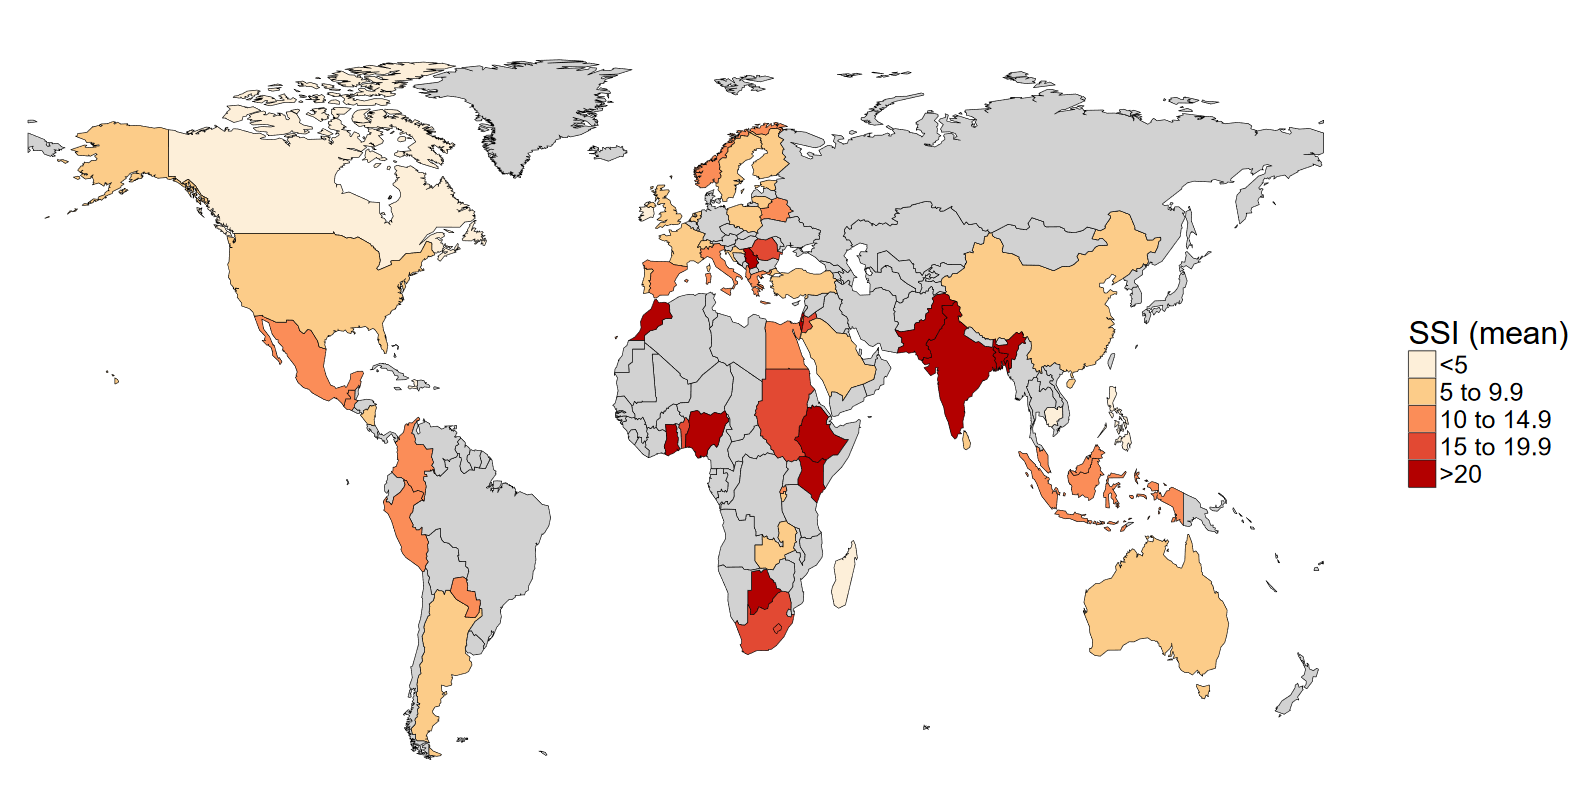 SSI (mean)
<5
5 to 9.9
10 to 14.9
15 to 19.9
>20